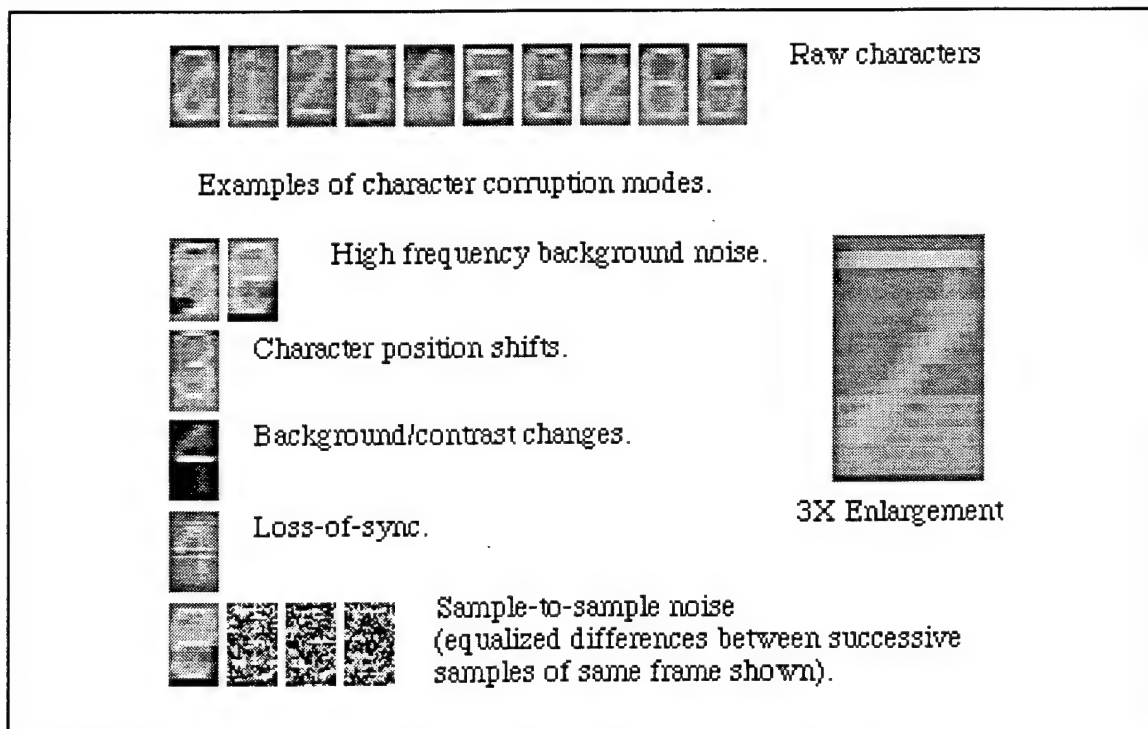 Raw characters
Examples of character corruption modes.
High frequency background noise.
Character position shifts.
Background/contrast changes.
3X Enlargement
Loss-of-sync.
Sample-to-sample noise
(equalized differences between successive
samples of same frame shown).